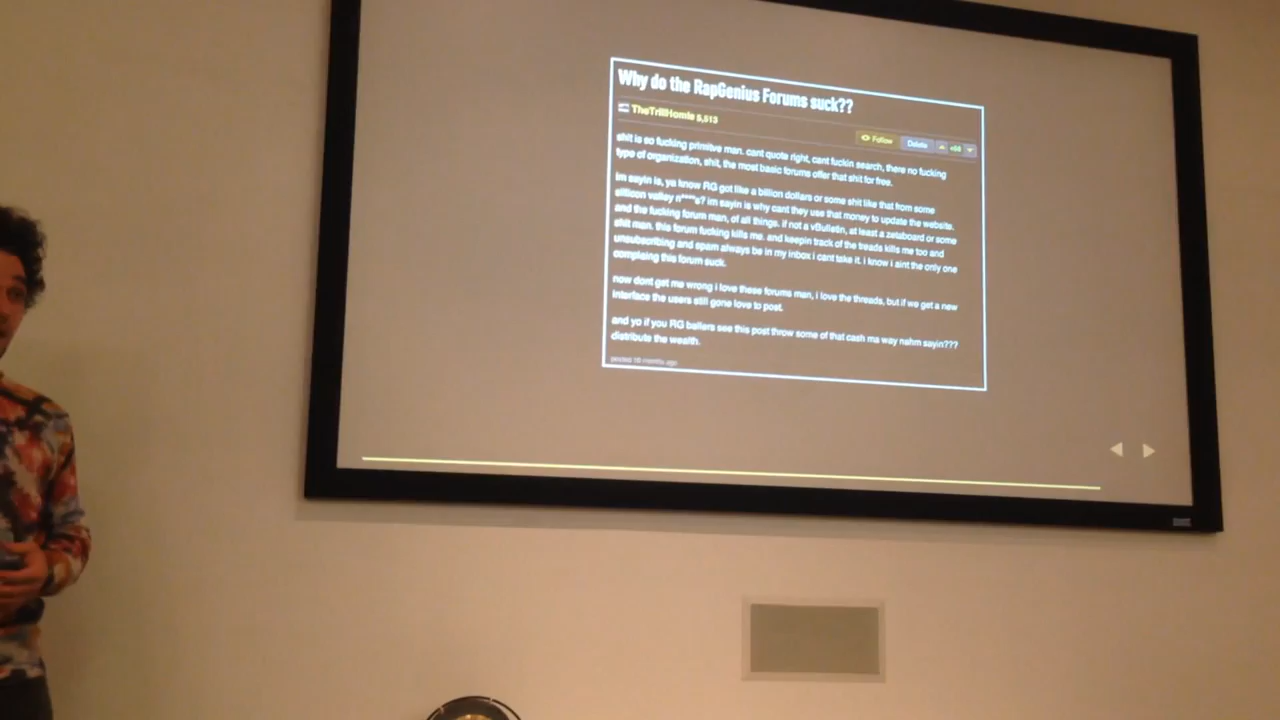 Why do the RapGenius Forums suck??
TheTrillHomie 5,513
Follow Delete +68
shit is so fucking primitive man. cant quote right, cant fuckin search, there no fucking
type of organization, shit, the most basic forums offer that shit for free.
im sayin is, ya know RG got like a billion dollars or some shit like that from some
silicon valley n****s? im sayin is why cant they use that money to update the website.
and the fucking forum man, of all things. if not a vBulletin, at least a zetaboard or some
shit man. this forum fucking kills me. and keepin track of the treads kills me too and
unsubscribing and spam always be in my inbox i cant take it. i know i aint the only one
complaing this forum suck.
now dont get me wrong i love these forums man, i love the threads, but if we get a new
interface the users still gone love to post.
and yo if you RG ballers see this post throw some of that cash ma way nahm sayin???
distribute the wealth.
months ago